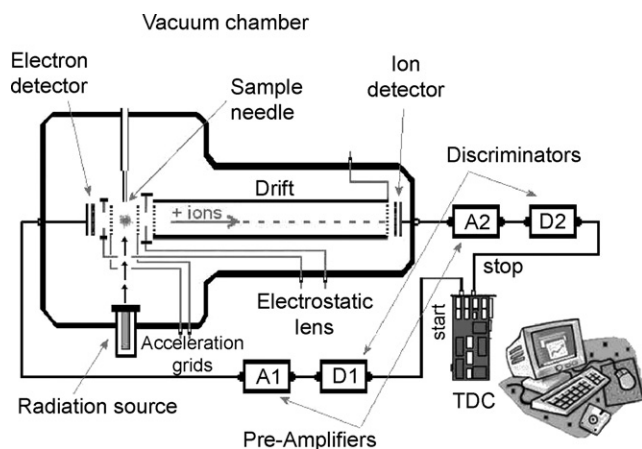 Vacuum chamber
Electron
detector
Sample
needle
Ion
detector
Discriminators
Drift
+ ions
A2
D2
stop
Electrostatic
lens
start
Acceleration
grids
Radiation source
A1
D1
TDC
Pre-Amplifiers